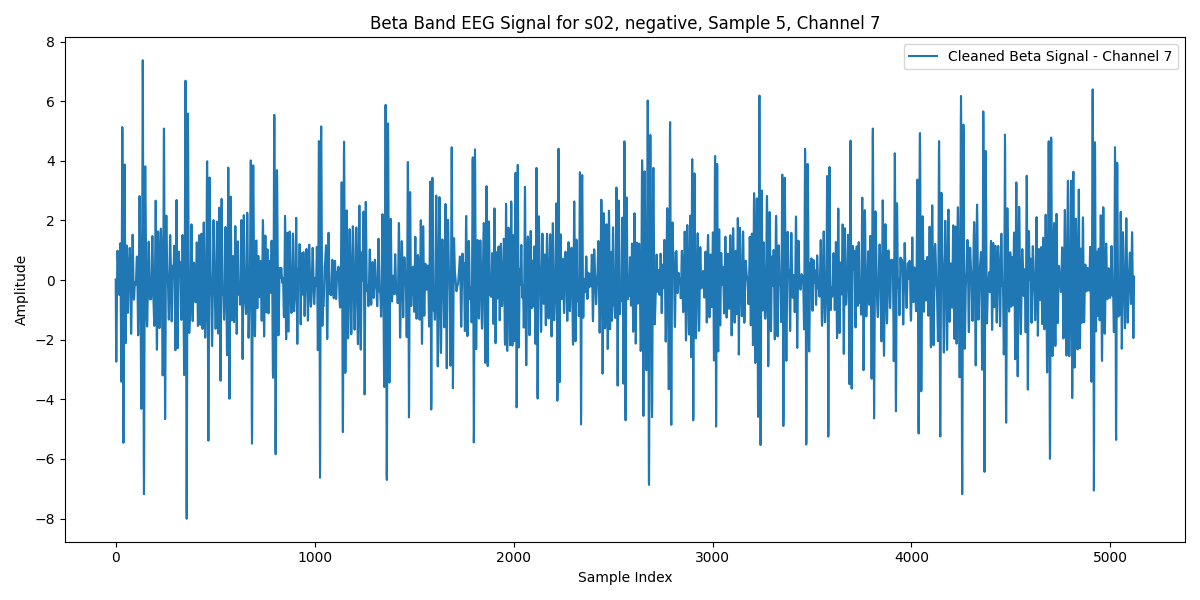 Beta Band EEG Signal for s02, negative, Sample 5, Channel 7
Cleaned Beta Signal - Channel 7
Amplitude
8
6
4
2
0
−2
−4
−6
−8
0 1000 2000 3000 4000 5000
Sample Index